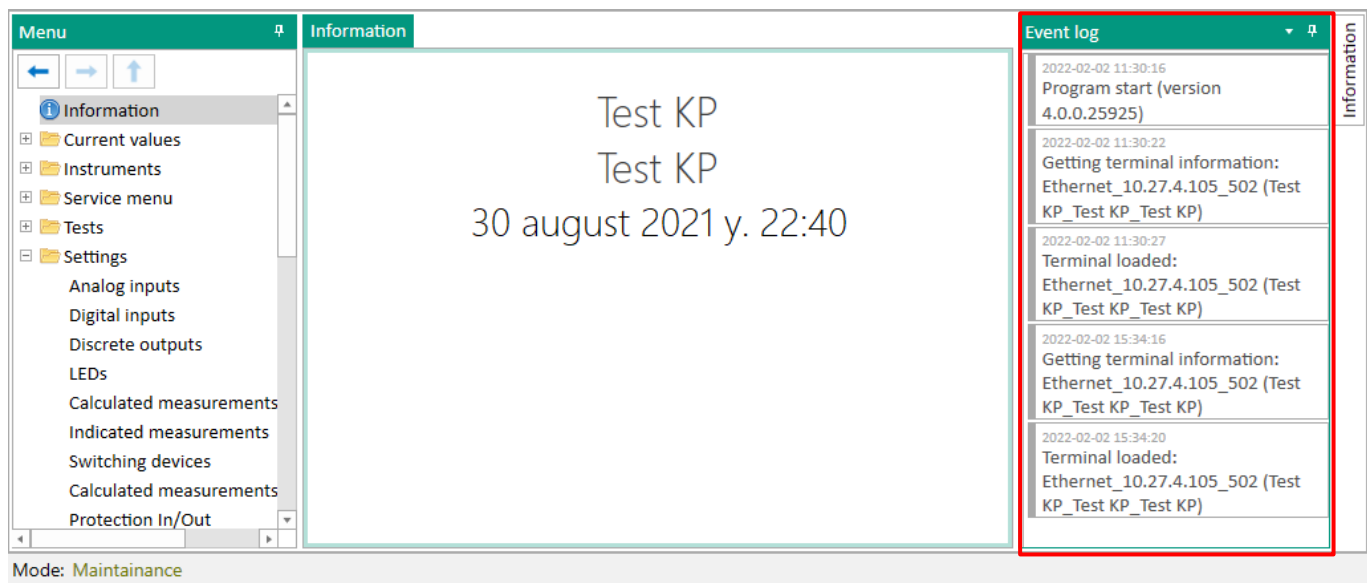 Menu
Information
Current values
Instruments
Service menu
Tests
Settings
Analog inputs
Digital inputs
Discrete outputs
LEDs
Calculated measurements
Indicated measurements
Switching devices
Calculated measurements
Protection In/Out
Information
Test KP
Test KP
30 august 2021 y. 22:40
Event log
2022-02-02 11:30:16
Program start (version
4.0.0.25925)
2022-02-02 11:30:22
Getting terminal information:
Ethernet_10.27.4.105_502 (Test
KP_Test KP_Test KP)
2022-02-02 11:30:27
Terminal loaded:
Ethernet_10.27.4.105_502 (Test
KP_Test KP_Test KP)
2022-02-02 15:34:16
Getting terminal information:
Ethernet_10.27.4.105_502 (Test
KP_Test KP_Test KP)
2022-02-02 15:34:20
Terminal loaded:
Ethernet_10.27.4.105_502 (Test
KP_Test KP_Test KP)
Information
Mode: Maintainance